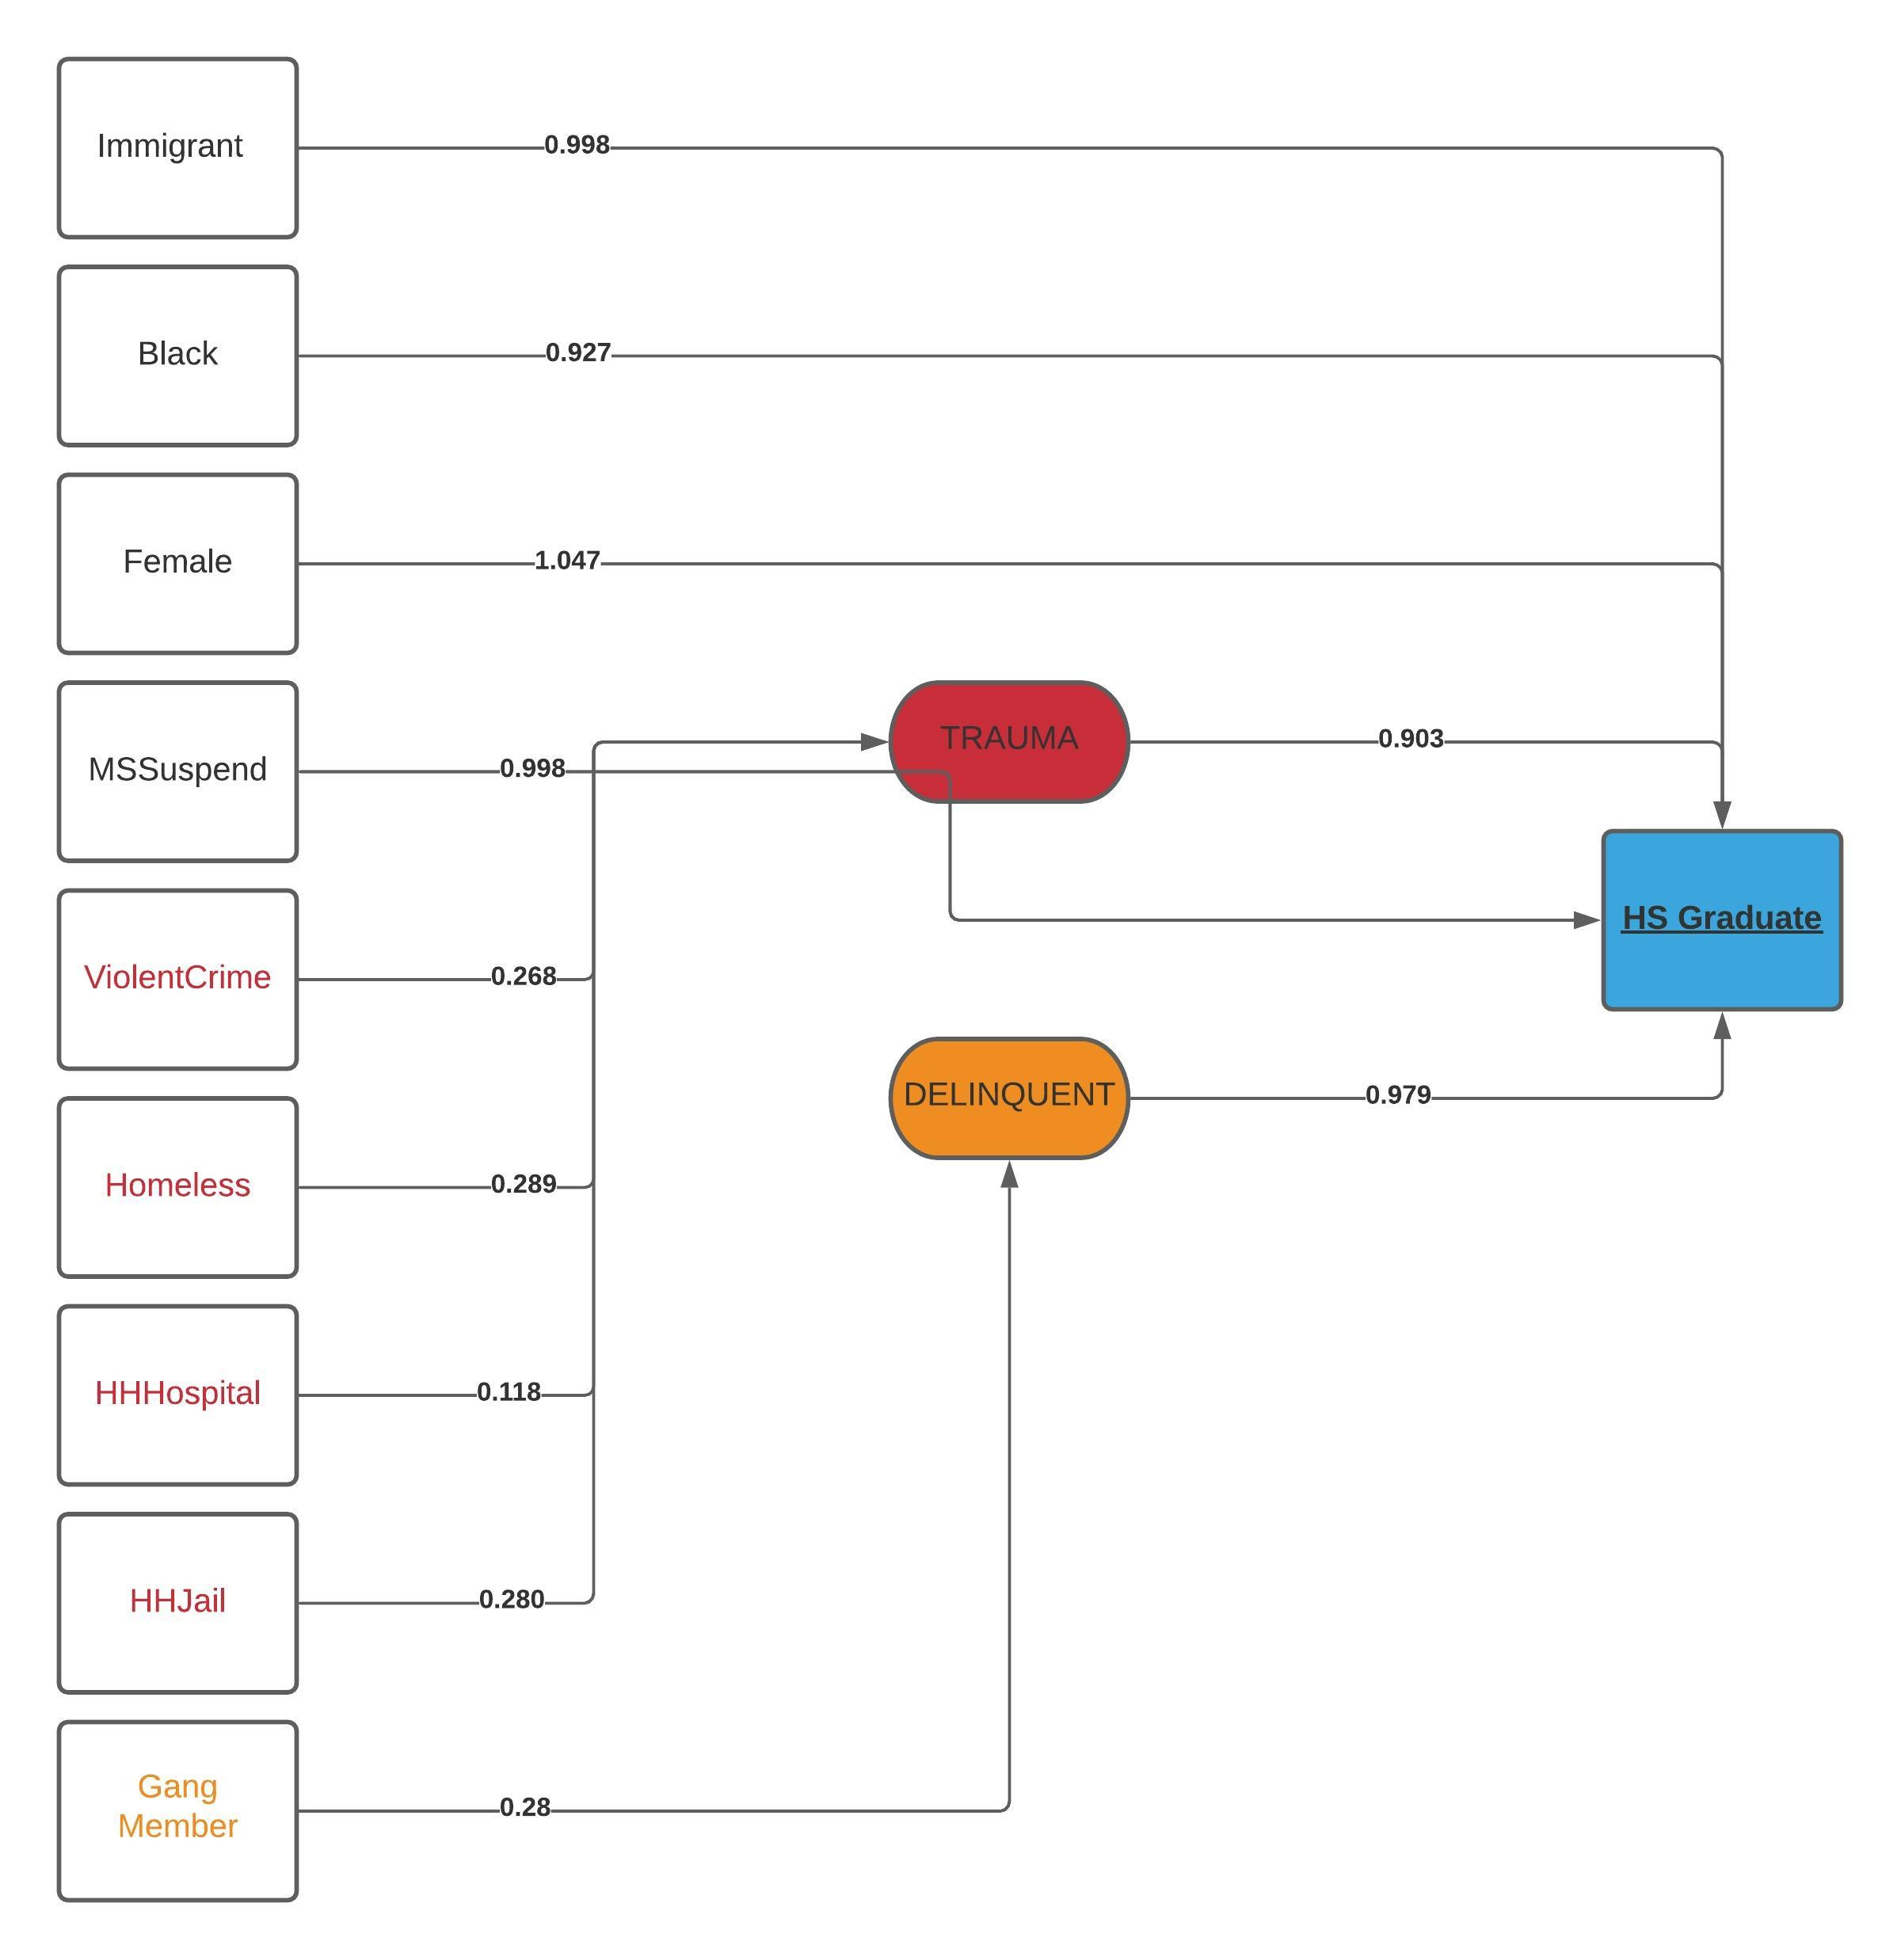 Immigrant
0.998
Black
0.927
Female
1.047
TRAUMA
0.903
MSSuspend
0.998
HS Graduate
ViolentCrime
0.268
DELINQUENT
0.979
Homeless
0.289
HHHospital
0.118
HHJail
0.280
Gang
Member
0.28